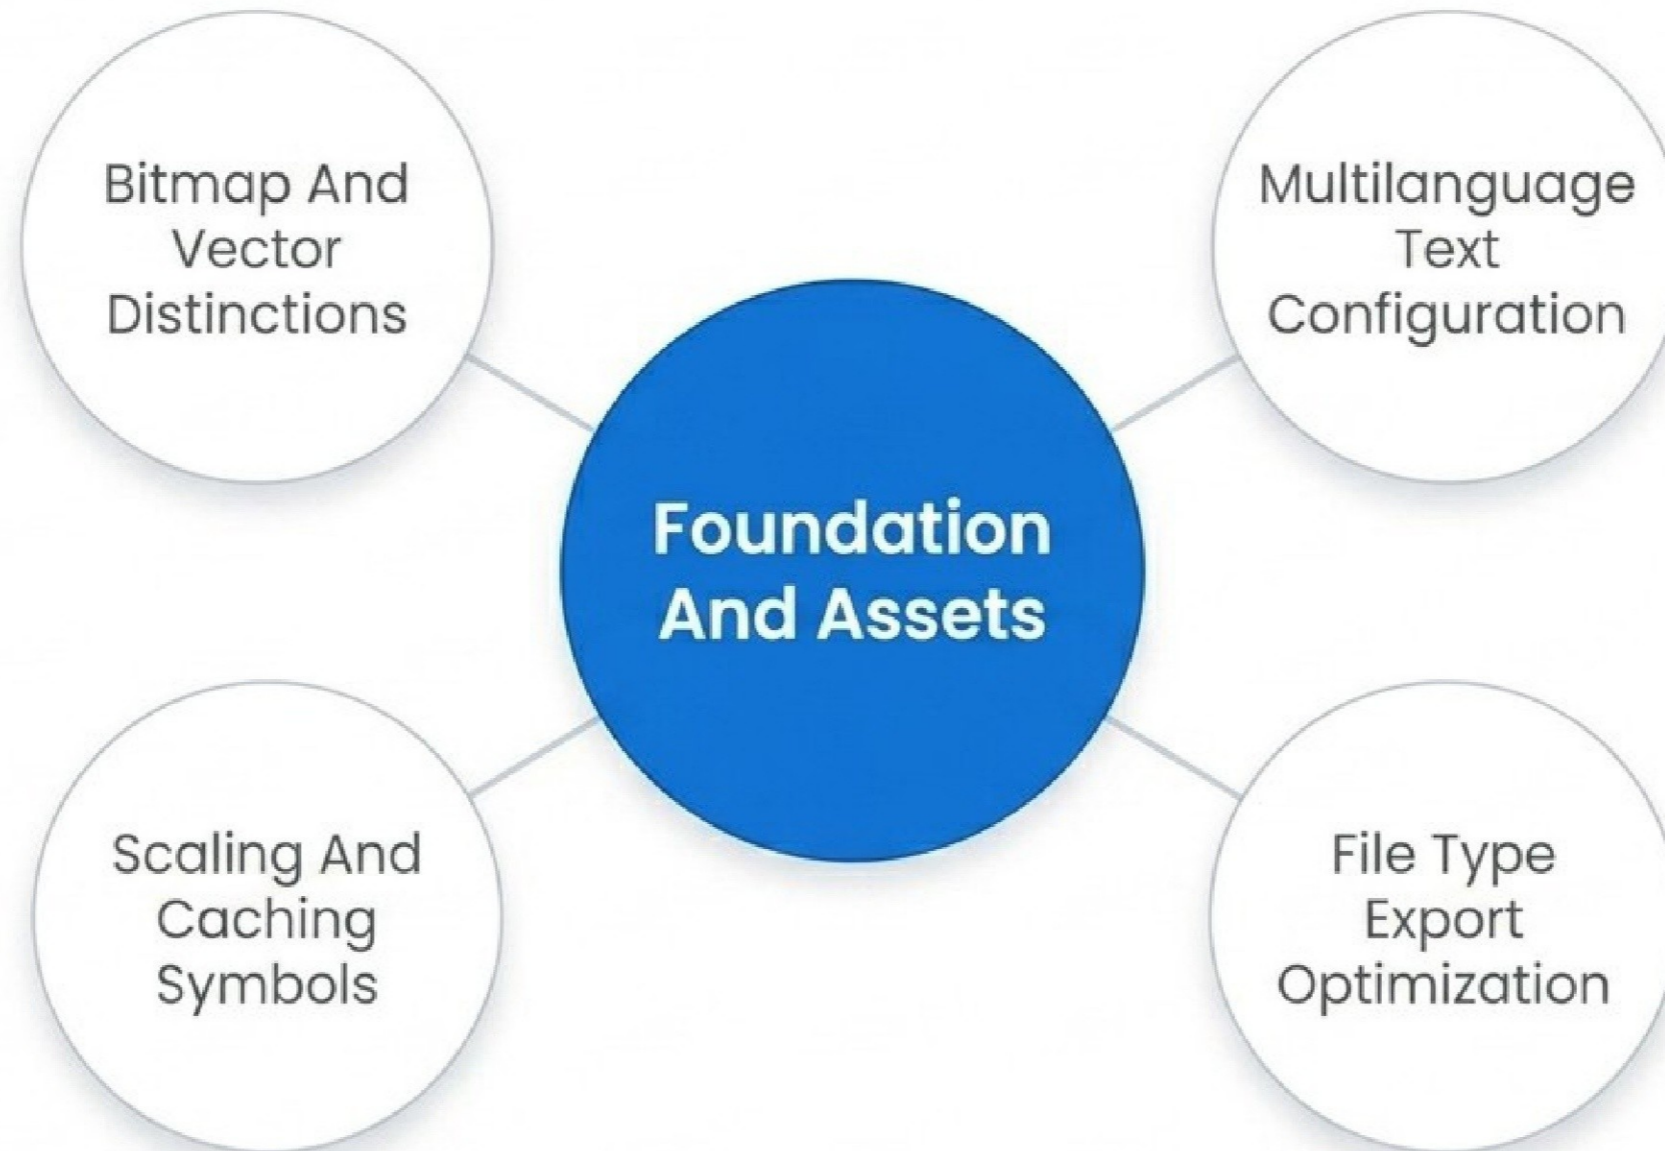 Bitmap And
Vector
Distinctions
Multilanguage
Text
Configuration
Foundation
And Assets
Scaling And
Caching
Symbols
File Type
Export
Optimization